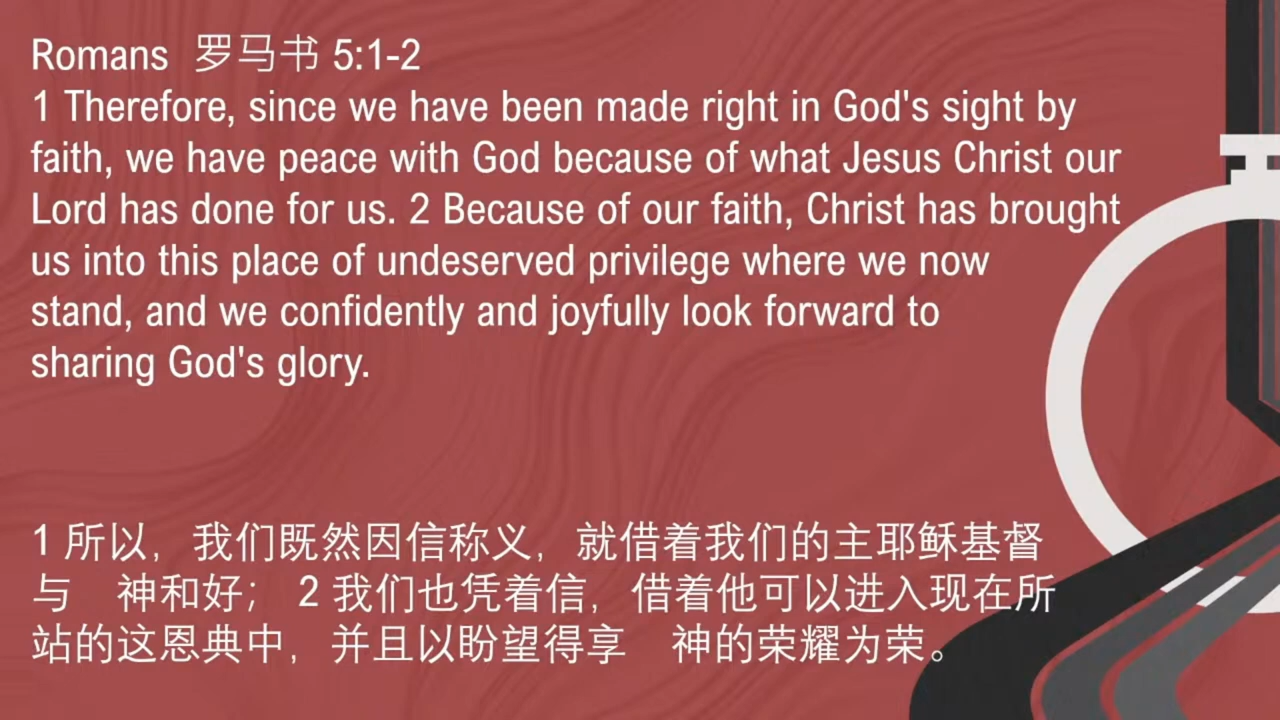 Romans 罗马书 5:1-2
1 Therefore, since we have been made right in God's sight by
faith, we have peace with God because of what Jesus Christ our
Lord has done for us. 2 Because of our faith, Christ has brought
us into this place of undeserved privilege where we now
stand, and we confidently and joyfully look forward to
sharing God's glory.
1 所以，我们既然因信称义，就借着我们的主耶稣基督
与　神和好； 2 我们也凭着信，借着他可以进入现在所
站的这恩典中，并且以盼望得享　神的荣耀为荣。